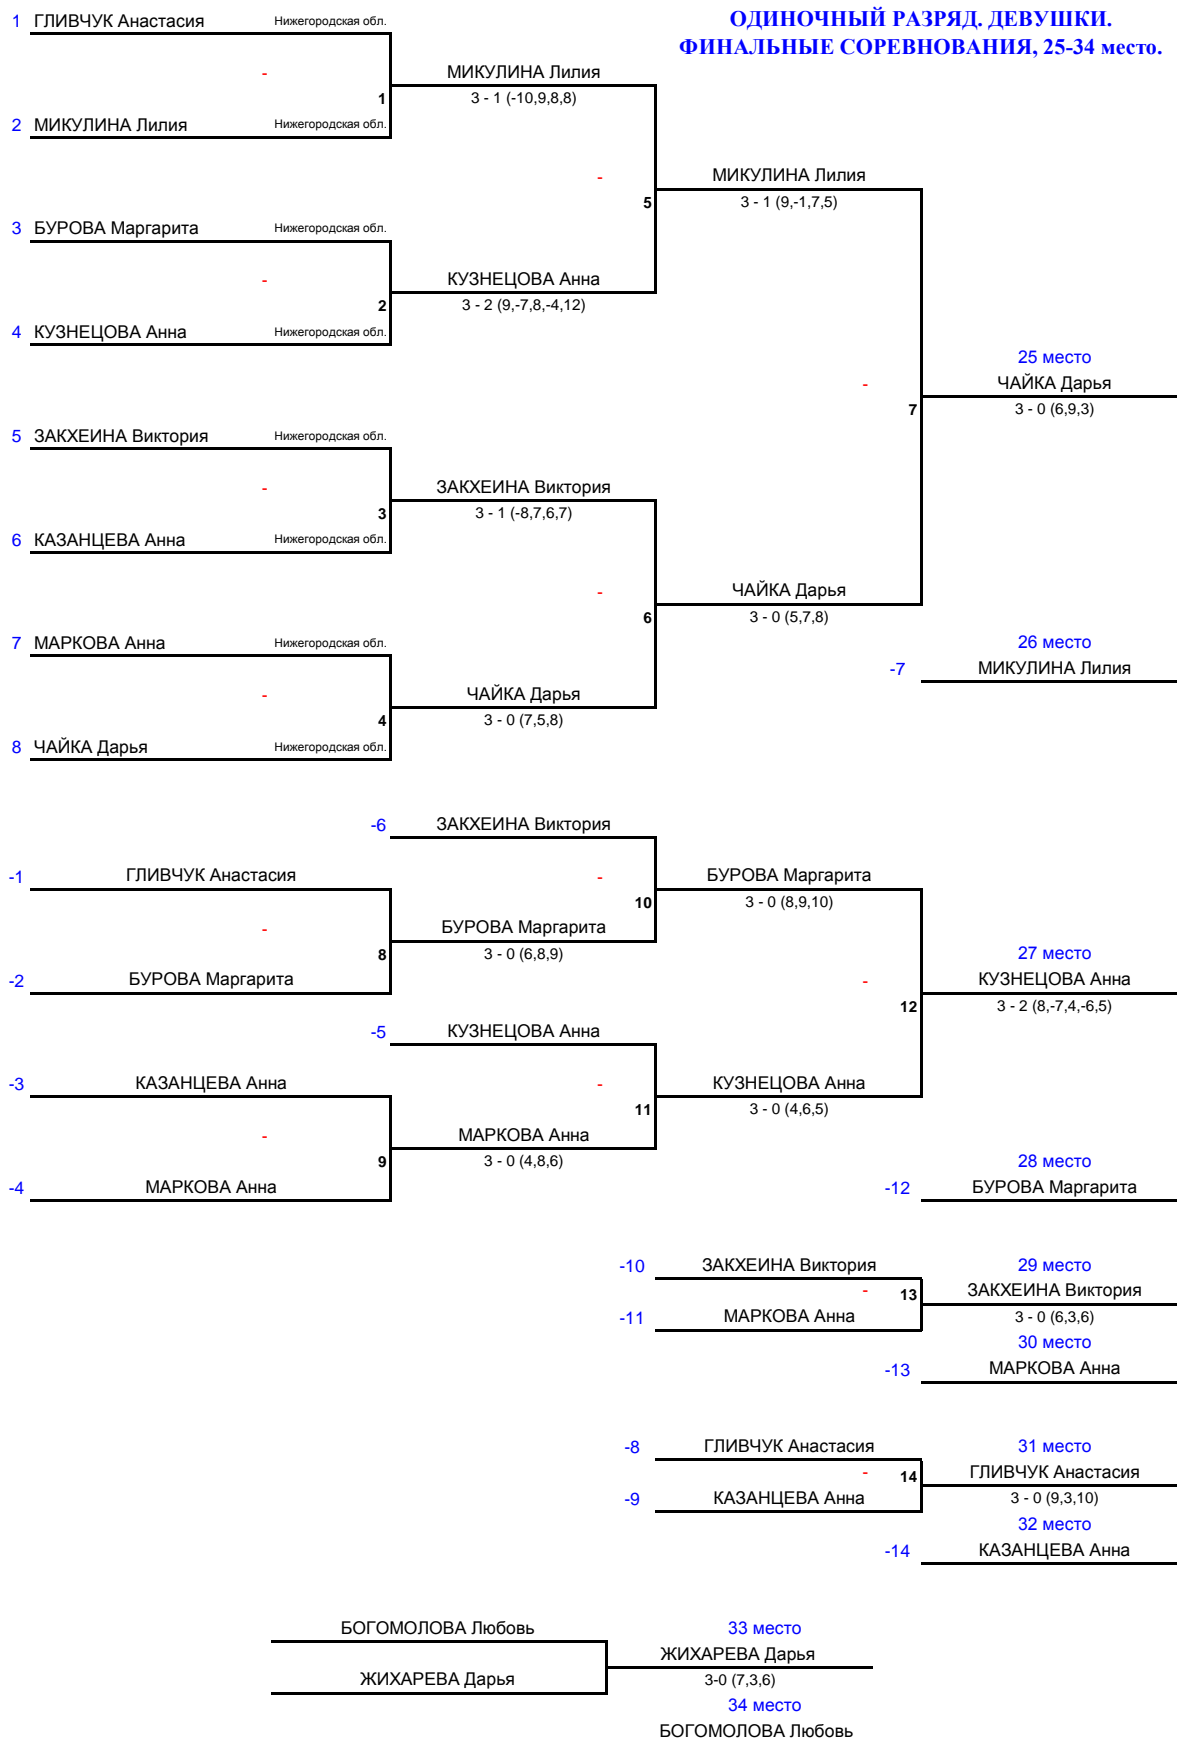 ОДИНОЧНЫЙ РАЗРЯД. ДЕВУШКИ.
ФИНАЛЬНЫЕ СОРЕВНОВАНИЯ, 25-34 место.
1 ГЛИВЧУК Анастасия Нижегородская обл.
-
МИКУЛИНА Лилия
1
3 - 1 (-10,9,8,8)
2 МИКУЛИНА Лилия Нижегородская обл.
-
МИКУЛИНА Лилия
5
3 - 1 (9,-1,7,5)
3 БУРОВА Маргарита Нижегородская обл.
-
КУЗНЕЦОВА Анна
2
3 - 2 (9,-7,8,-4,12)
4 КУЗНЕЦОВА Анна Нижегородская обл.
25 место
-
ЧАЙКА Дарья
7
3 - 0 (6,9,3)
5 ЗАКХЕИНА Виктория Нижегородская обл.
-
ЗАКХЕИНА Виктория
3
3 - 1 (-8,7,6,7)
6 КАЗАНЦЕВА Анна Нижегородская обл.
-
ЧАЙКА Дарья
6
3 - 0 (5,7,8)
7 МАРКОВА Анна Нижегородская обл.
26 место
-7 МИКУЛИНА Лилия
-
ЧАЙКА Дарья
4
3 - 0 (7,5,8)
8 ЧАЙКА Дарья Нижегородская обл.
-6 ЗАКХЕИНА Виктория
-1 ГЛИВЧУК Анастасия
-
БУРОВА Маргарита
10
3 - 0 (8,9,10)
-
БУРОВА Маргарита
8
3 - 0 (6,8,9)
27 место
-2 БУРОВА Маргарита
-
КУЗНЕЦОВА Анна
12
3 - 2 (8,-7,4,-6,5)
-5 КУЗНЕЦОВА Анна
-3 КАЗАНЦЕВА Анна
-
КУЗНЕЦОВА Анна
11
3 - 0 (4,6,5)
-
МАРКОВА Анна
9
3 - 0 (4,8,6)
28 место
-4 МАРКОВА Анна
-12 БУРОВА Маргарита
-10 ЗАКХЕИНА Виктория
29 место
-
13
ЗАКХЕИНА Виктория
-11 МАРКОВА Анна
3 - 0 (6,3,6)
30 место
-13 МАРКОВА Анна
-8 ГЛИВЧУК Анастасия
31 место
-
14
ГЛИВЧУК Анастасия
-9 КАЗАНЦЕВА Анна
3 - 0 (9,3,10)
32 место
-14 КАЗАНЦЕВА Анна
БОГОМОЛОВА Любовь
33 место
ЖИХАРЕВА Дарья
ЖИХАРЕВА Дарья
3-0 (7,3,6)
34 место
БОГОМОЛОВА Любовь